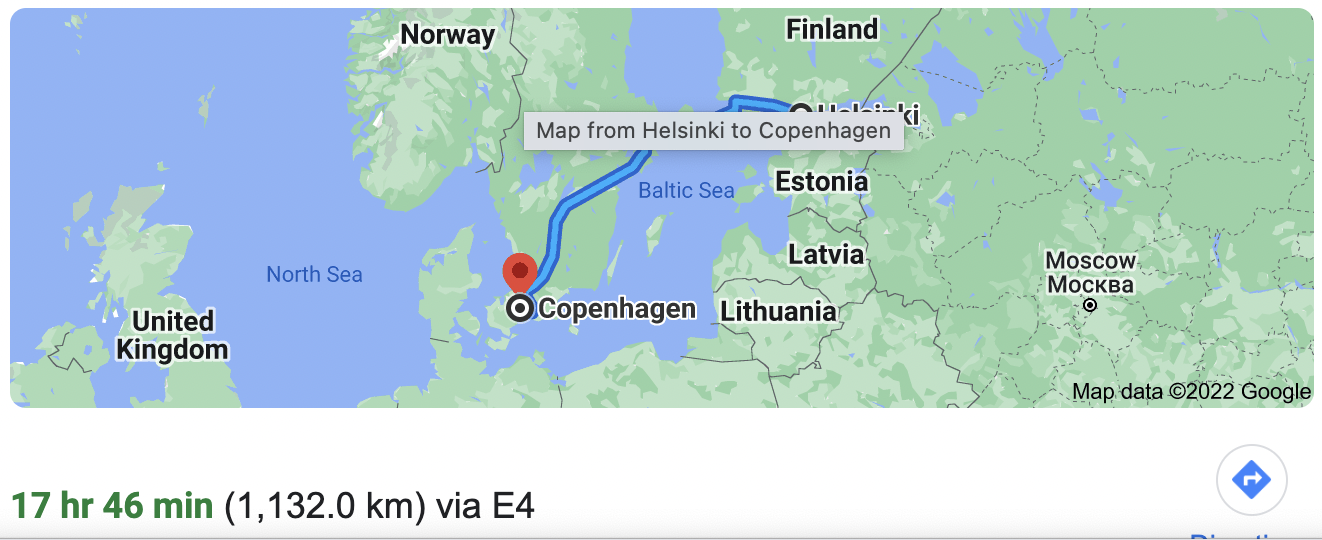 Norway
Finland
Helsinki
Map from Helsinki to Copenhagen
Estonia
Baltic Sea
Latvia
North Sea
Moscow
Москва
Copenhagen
Lithuania
United
Kingdom
Map data ©2022 Google
17 hr 46 min (1,132.0 km) via E4